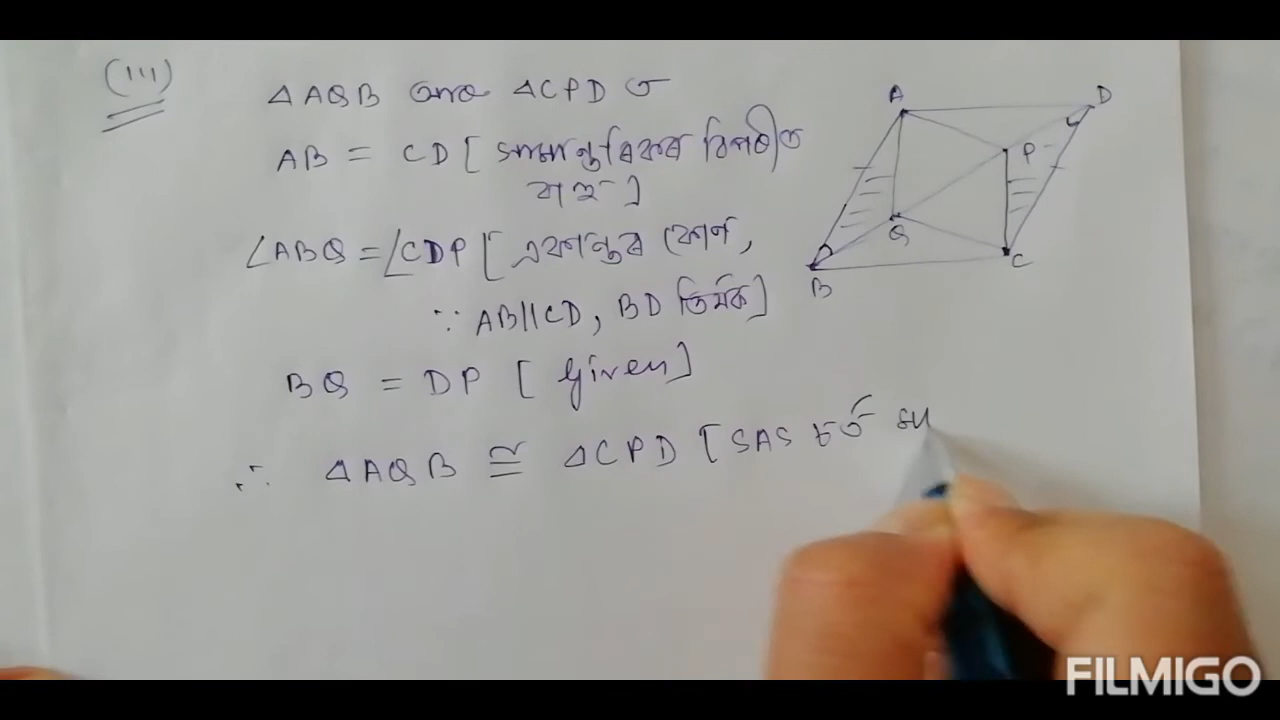 (iii)
△AQB আৰু △CPD ত
AB = CD [ সামান্তৰিকৰ বিপৰীত
বাহু ]
∠ABQ = ∠CDP [ একান্তৰ কোণ,
∵ AB||CD, BD তিৰ্যক ]
BQ = DP [ Given ]
∴ △AQB ≅ △CPD [ SAS চৰ্ত
A
D
P
Q
B
C
FILMIGO